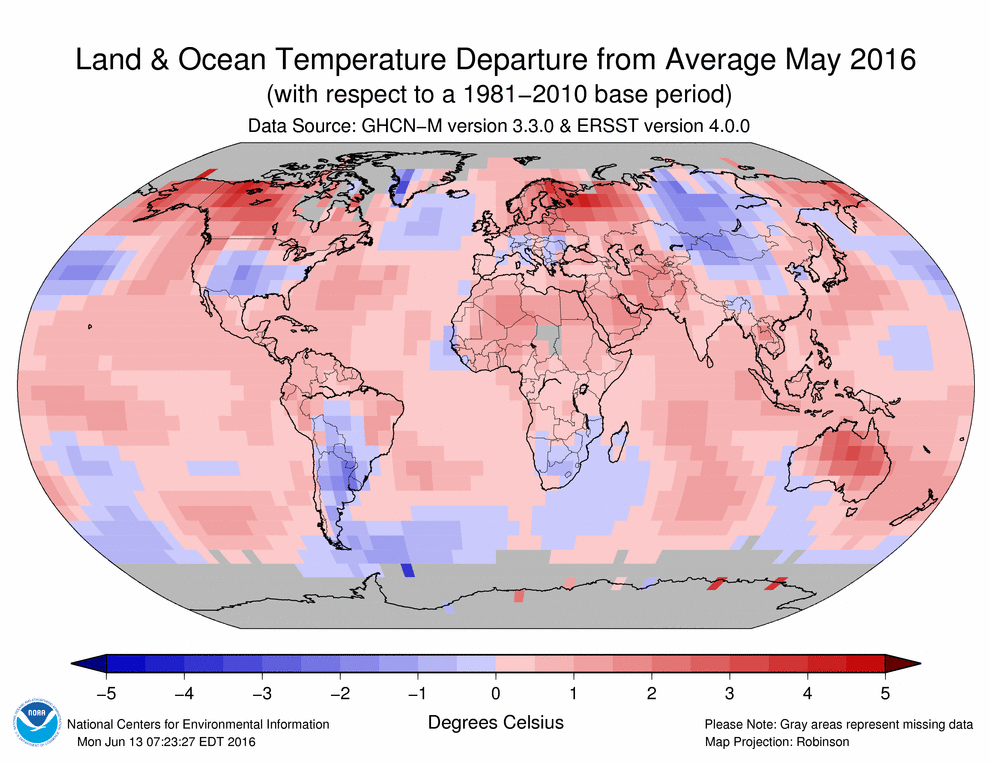 Land & Ocean Temperature Departure from Average May 2016
(with respect to a 1981−2010 base period)
Data Source: GHCN−M version 3.3.0 & ERSST version 4.0.0
−5 −4 −3 −2 −1 0 1 2 3 4 5
Degrees Celsius
NOAA
National Centers for Environmental Information
Mon Jun 13 07:23:27 EDT 2016
Please Note: Gray areas represent missing data
Map Projection: Robinson